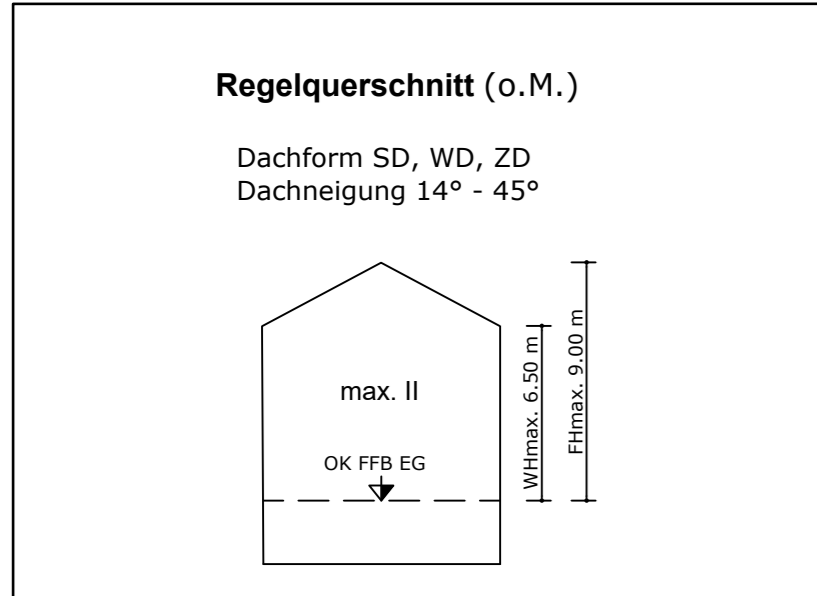 Regelquerschnitt (o.M.)
Dachform SD, WD, ZD
Dachneigung 14° - 45°
max. II
OK FFB EG
WHmax. 6.50 m
FHmax. 9.00 m